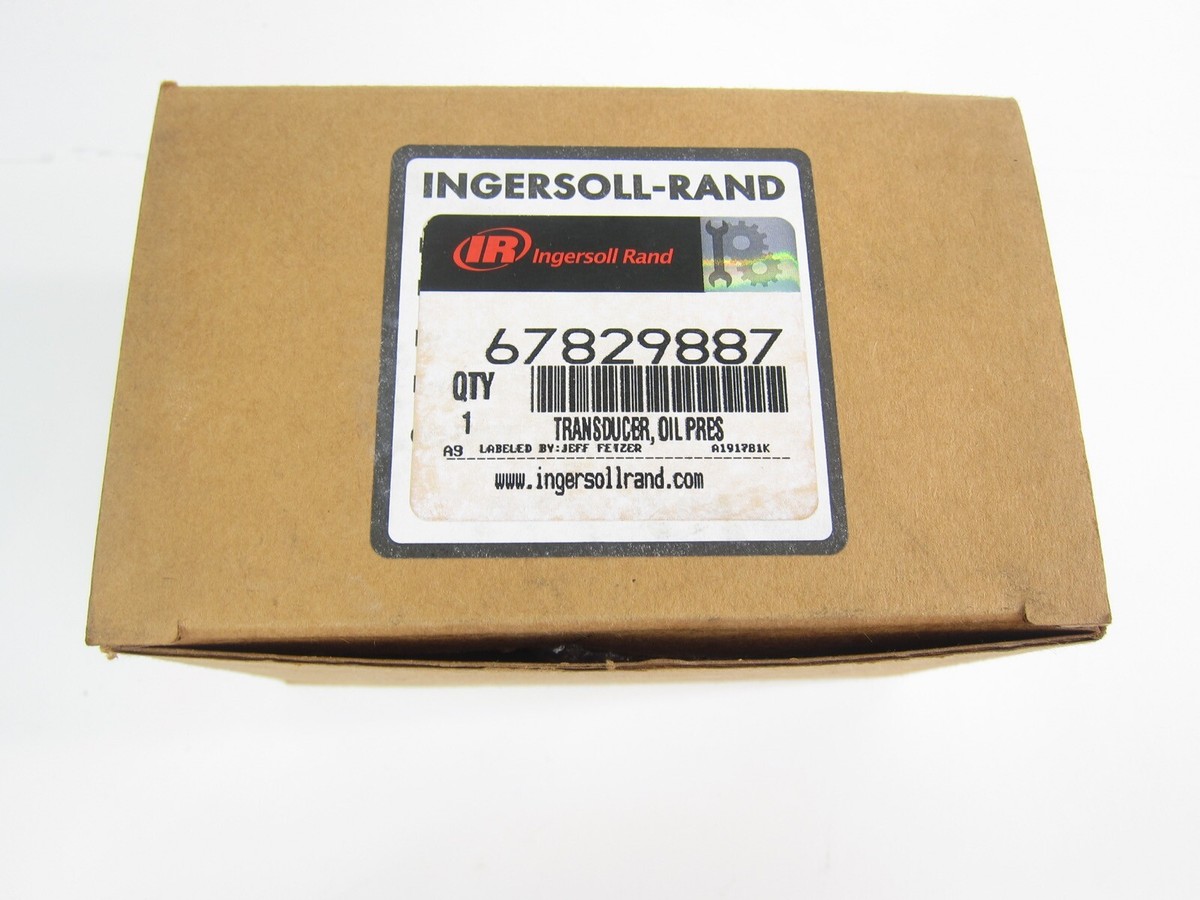 INGERSOLL-RAND
IR Ingersoll Rand
67829887
QTY
1
TRANSDUCER, OIL PRES
A9 LABELED BY:JEFF FETZER A191781K
www.ingersollrand.com